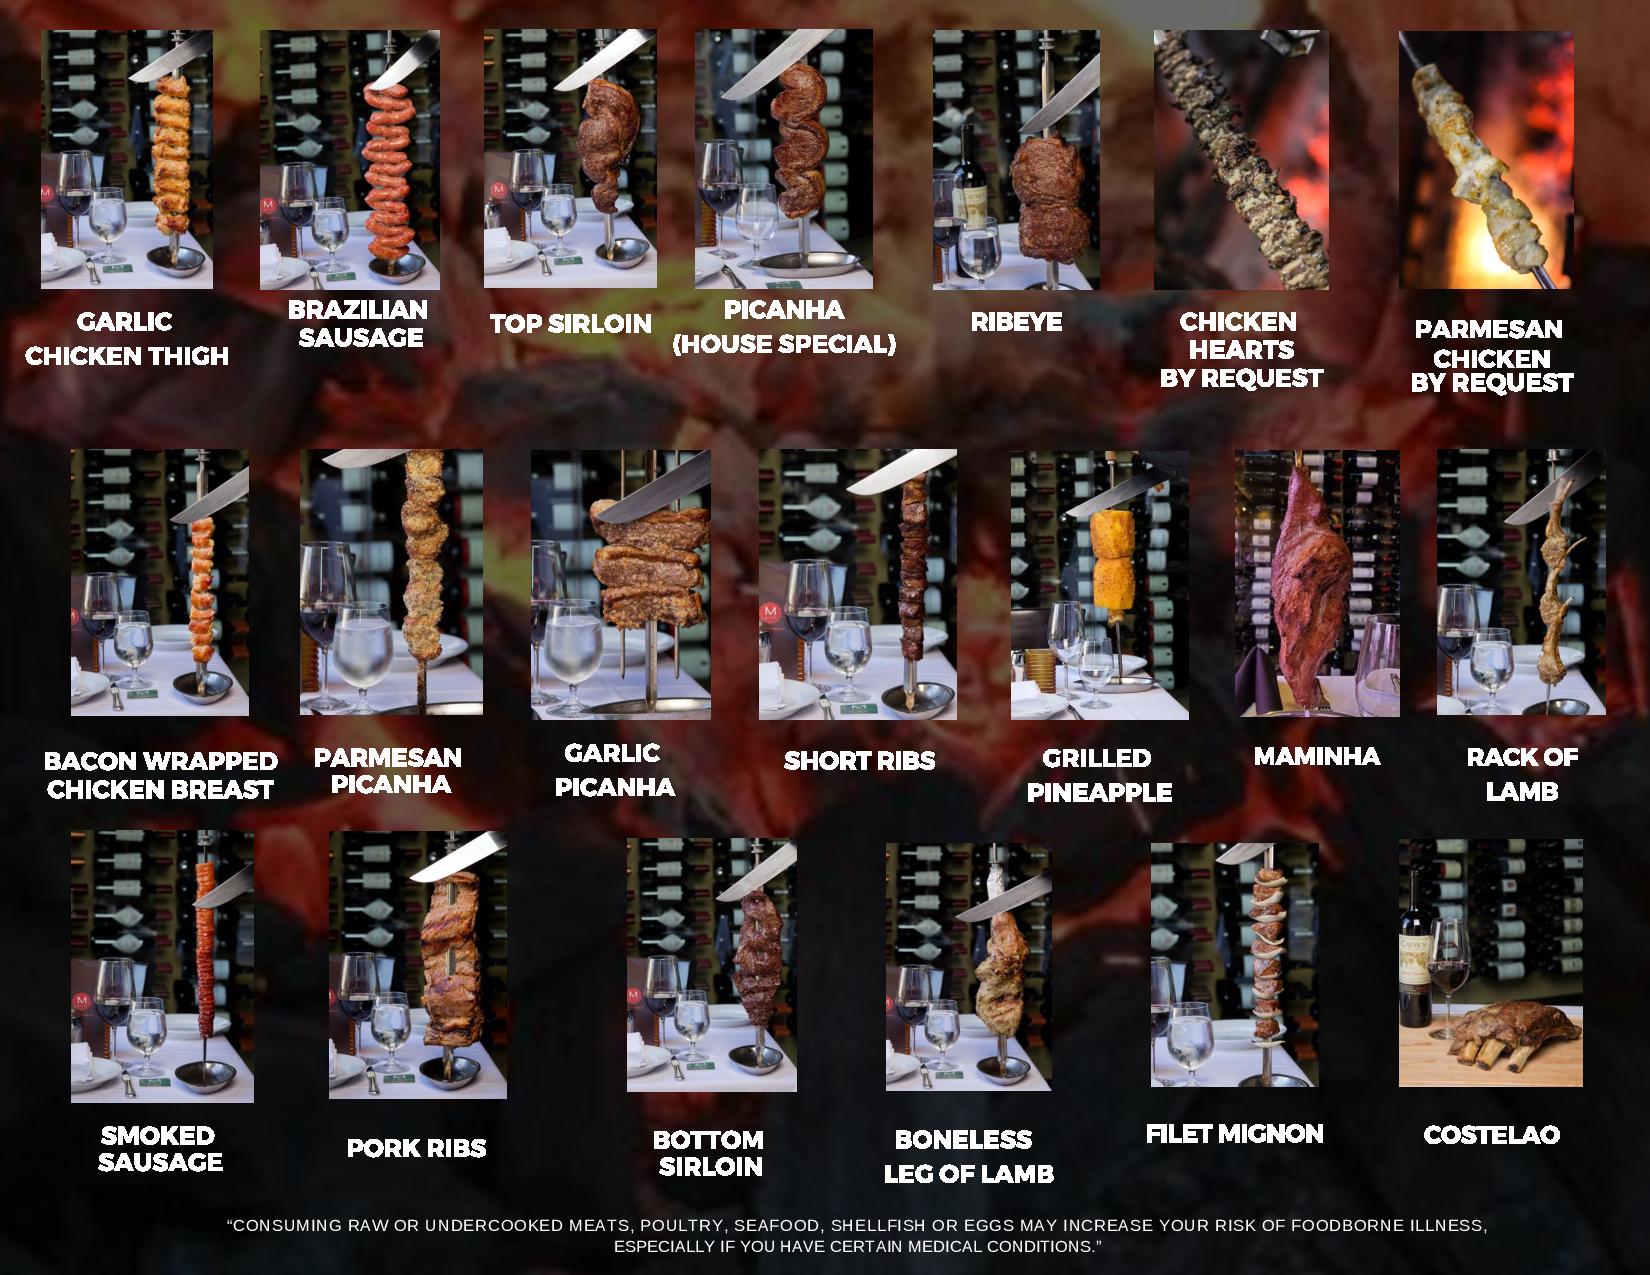 GARLIC
CHICKEN THIGH
BRAZILIAN
SAUSAGE
TOP SIRLOIN
PICANHA
(HOUSE SPECIAL)
RIBEYE
CHICKEN
HEARTS
BY REQUEST
PARMESAN
CHICKEN
BY REQUEST
BACON WRAPPED
CHICKEN BREAST
PARMESAN
PICANHA
GARLIC
PICANHA
SHORT RIBS
GRILLED
PINEAPPLE
MAMINHA
RACK OF
LAMB
SMOKED
SAUSAGE
PORK RIBS
BOTTOM
SIRLOIN
BONELESS
LEG OF LAMB
FILET MIGNON
COSTELAO
“CONSUMING RAW OR UNDERCOOKED MEATS, POULTRY, SEAFOOD, SHELLFISH OR EGGS MAY INCREASE YOUR RISK OF FOODBORNE ILLNESS,
ESPECIALLY IF YOU HAVE CERTAIN MEDICAL CONDITIONS.”